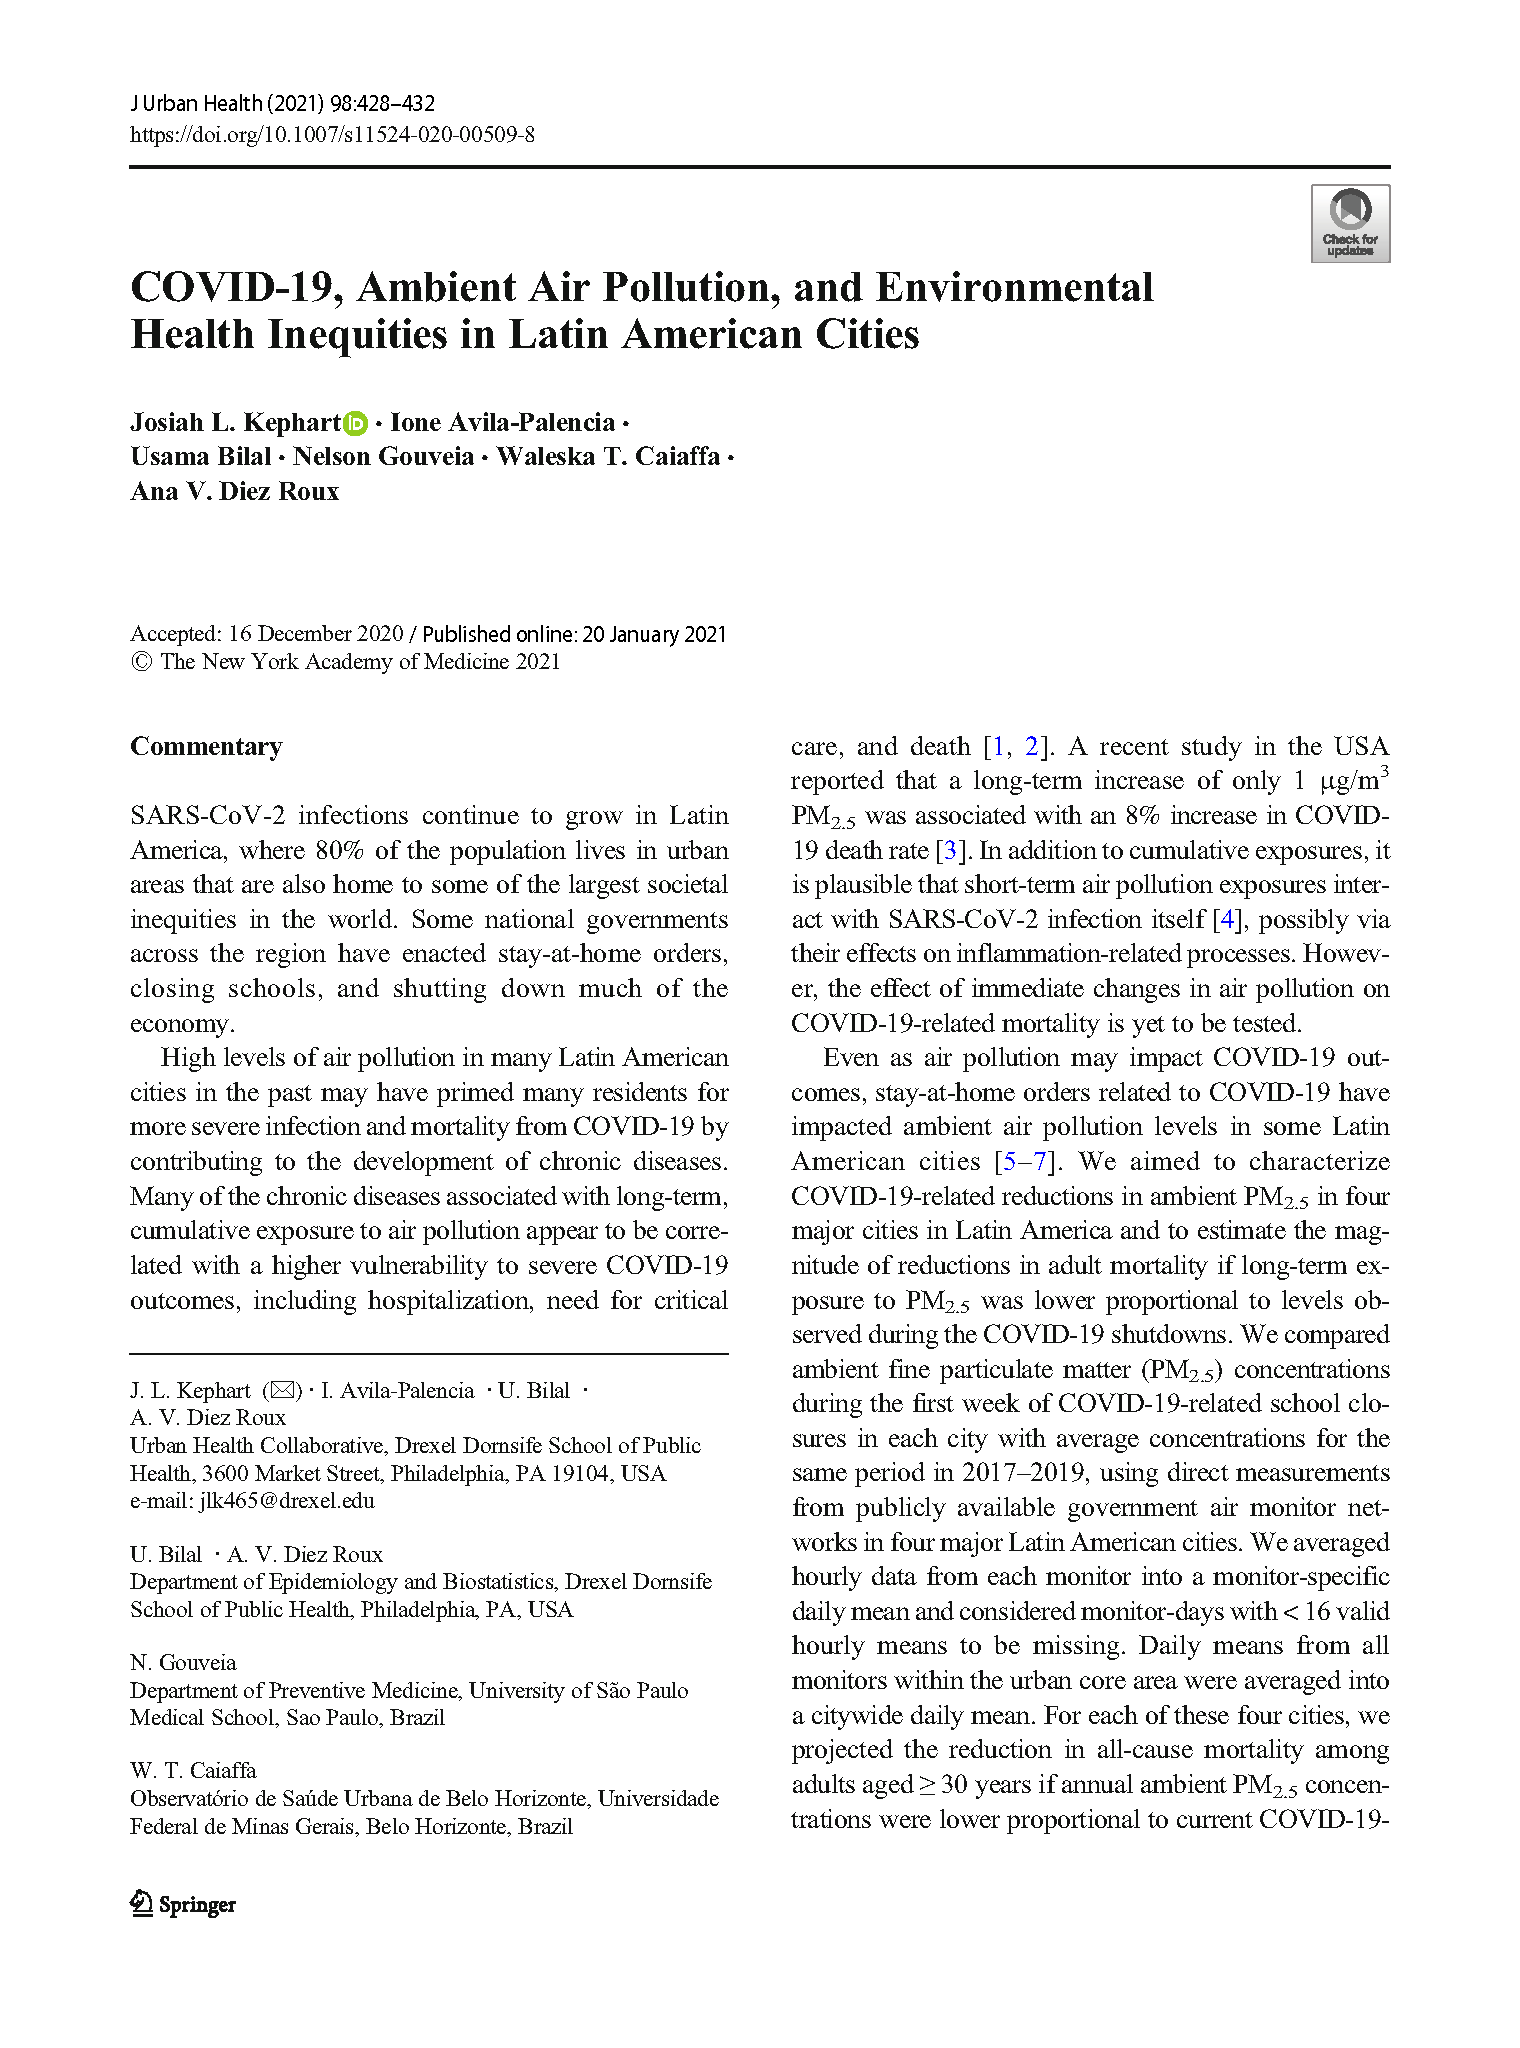 J Urban Health (2021) 98:428–432
https://doi.org/10.1007/s11524-020-00509-8
Check for
updates
COVID-19, Ambient Air Pollution, and Environmental
Health Inequities in Latin American Cities
Josiah L. Kephart iD · Ione Avila-Palencia ·
Usama Bilal · Nelson Gouveia · Waleska T. Caiaffa ·
Ana V. Diez Roux
Accepted: 16 December 2020 / Published online: 20 January 2021
© The New York Academy of Medicine 2021
Commentary
SARS-CoV-2 infections continue to grow in Latin
America, where 80% of the population lives in urban
areas that are also home to some of the largest societal
inequities in the world. Some national governments
across the region have enacted stay-at-home orders,
closing schools, and shutting down much of the
economy.
High levels of air pollution in many Latin American
cities in the past may have primed many residents for
more severe infection and mortality from COVID-19 by
contributing to the development of chronic diseases.
Many of the chronic diseases associated with long-term,
cumulative exposure to air pollution appear to be corre-
lated with a higher vulnerability to severe COVID-19
outcomes, including hospitalization, need for critical
J. L. Kephart (✉) · I. Avila-Palencia · U. Bilal ·
A. V. Diez Roux
Urban Health Collaborative, Drexel Dornsife School of Public
Health, 3600 Market Street, Philadelphia, PA 19104, USA
e-mail: jlk465@drexel.edu
U. Bilal · A. V. Diez Roux
Department of Epidemiology and Biostatistics, Drexel Dornsife
School of Public Health, Philadelphia, PA, USA
N. Gouveia
Department of Preventive Medicine, University of São Paulo
Medical School, Sao Paulo, Brazil
W. T. Caiaffa
Observatório de Saúde Urbana de Belo Horizonte, Universidade
Federal de Minas Gerais, Belo Horizonte, Brazil
care, and death [1, 2]. A recent study in the USA
reported that a long-term increase of only 1 μg/m³
PM₂.₅ was associated with an 8% increase in COVID-
19 death rate [3]. In addition to cumulative exposures, it
is plausible that short-term air pollution exposures inter-
act with SARS-CoV-2 infection itself [4], possibly via
their effects on inflammation-related processes. Howev-
er, the effect of immediate changes in air pollution on
COVID-19-related mortality is yet to be tested.
Even as air pollution may impact COVID-19 out-
comes, stay-at-home orders related to COVID-19 have
impacted ambient air pollution levels in some Latin
American cities [5–7]. We aimed to characterize
COVID-19-related reductions in ambient PM₂.₅ in four
major cities in Latin America and to estimate the mag-
nitude of reductions in adult mortality if long-term ex-
posure to PM₂.₅ was lower proportional to levels ob-
served during the COVID-19 shutdowns. We compared
ambient fine particulate matter (PM₂.₅) concentrations
during the first week of COVID-19-related school clo-
sures in each city with average concentrations for the
same period in 2017–2019, using direct measurements
from publicly available government air monitor net-
works in four major Latin American cities. We averaged
hourly data from each monitor into a monitor-specific
daily mean and considered monitor-days with < 16 valid
hourly means to be missing. Daily means from all
monitors within the urban core area were averaged into
a citywide daily mean. For each of these four cities, we
projected the reduction in all-cause mortality among
adults aged ≥ 30 years if annual ambient PM₂.₅ concen-
trations were lower proportional to current COVID-19-
Springer